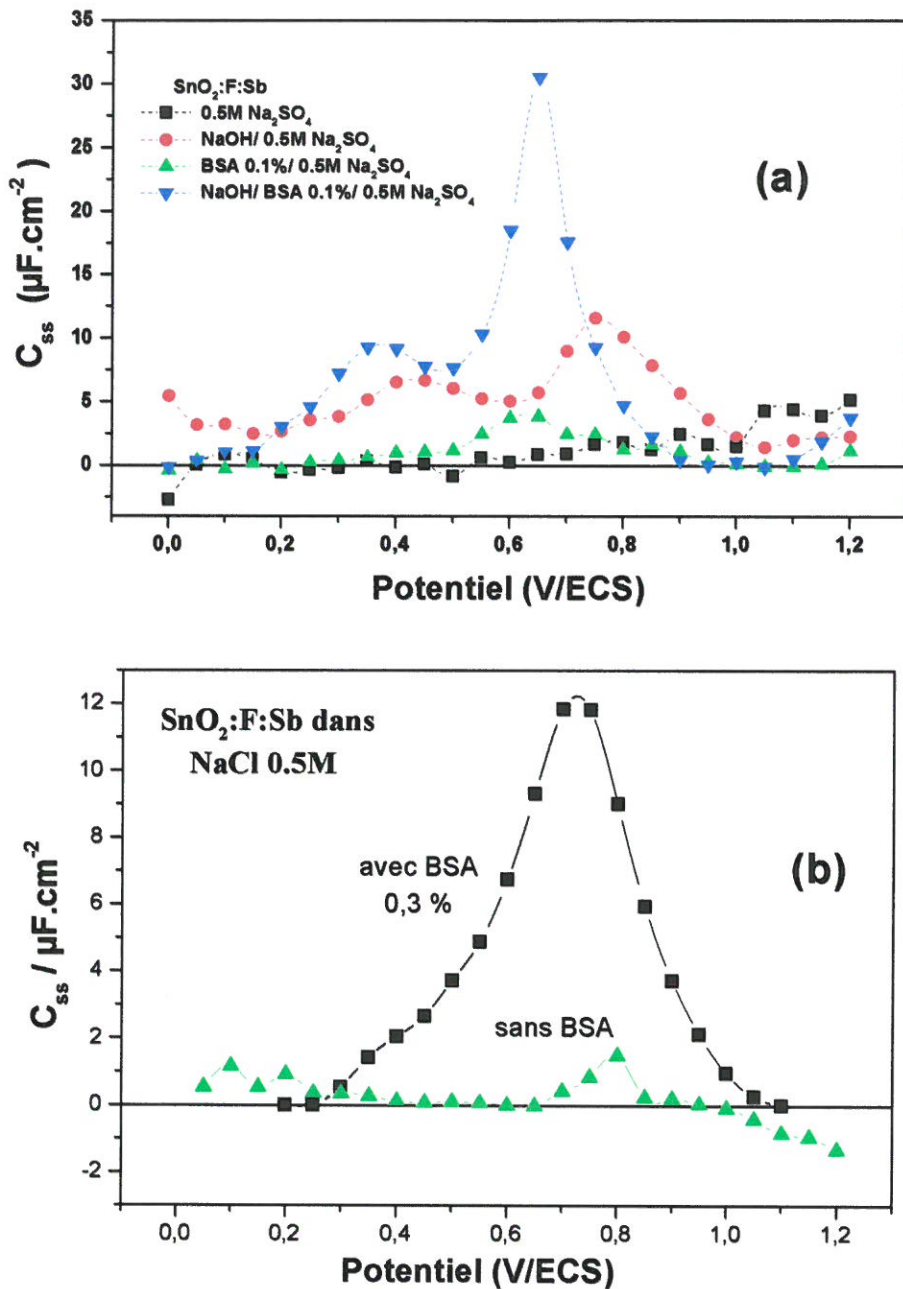 35
30
25
20
15
10
5
0
C_ss (µF.cm⁻²)
SnO₂:F:Sb
0.5M Na₂SO₄
NaOH/ 0.5M Na₂SO₄
BSA 0.1%/ 0.5M Na₂SO₄
NaOH/ BSA 0.1%/ 0.5M Na₂SO₄
(a)
0,0 0,2 0,4 0,6 0,8 1,0 1,2
Potentiel (V/ECS)
12
10
8
6
4
2
0
-2
C_ss / µF.cm⁻²
SnO₂:F:Sb dans
NaCl 0.5M
avec BSA
0,3 %
(b)
sans BSA
0,0 0,2 0,4 0,6 0,8 1,0 1,2
Potentiel (V/ECS)